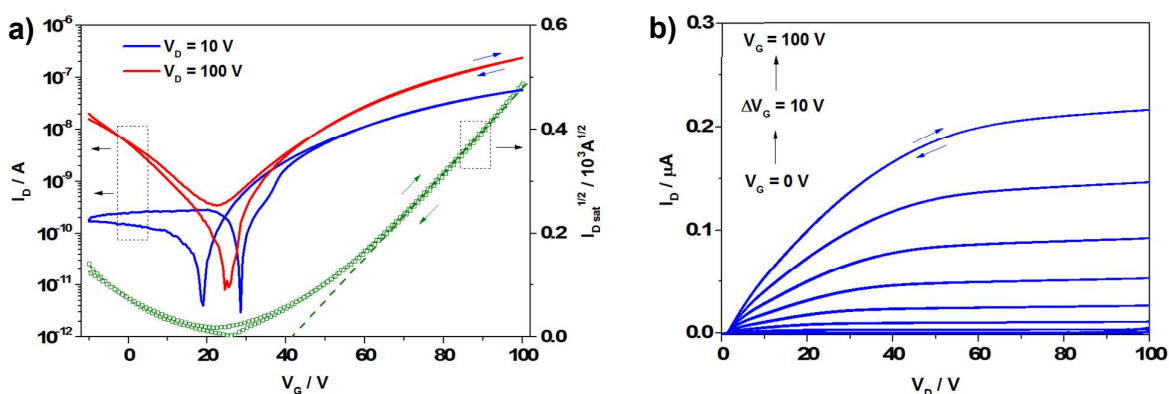 a)
V_D = 10 V
V_D = 100 V
10^-6
10^-7
10^-8
10^-9
10^-10
10^-11
10^-12
I_D / A
0 20 40 60 80 100
V_G / V
0.6
0.4
0.2
0.0
I_D sat^1/2 / 10^3A^1/2
b)
V_G = 100 V
ΔV_G = 10 V
V_G = 0 V
0.3
0.2
0.1
0.0
I_D / µA
0 20 40 60 80 100
V_D / V